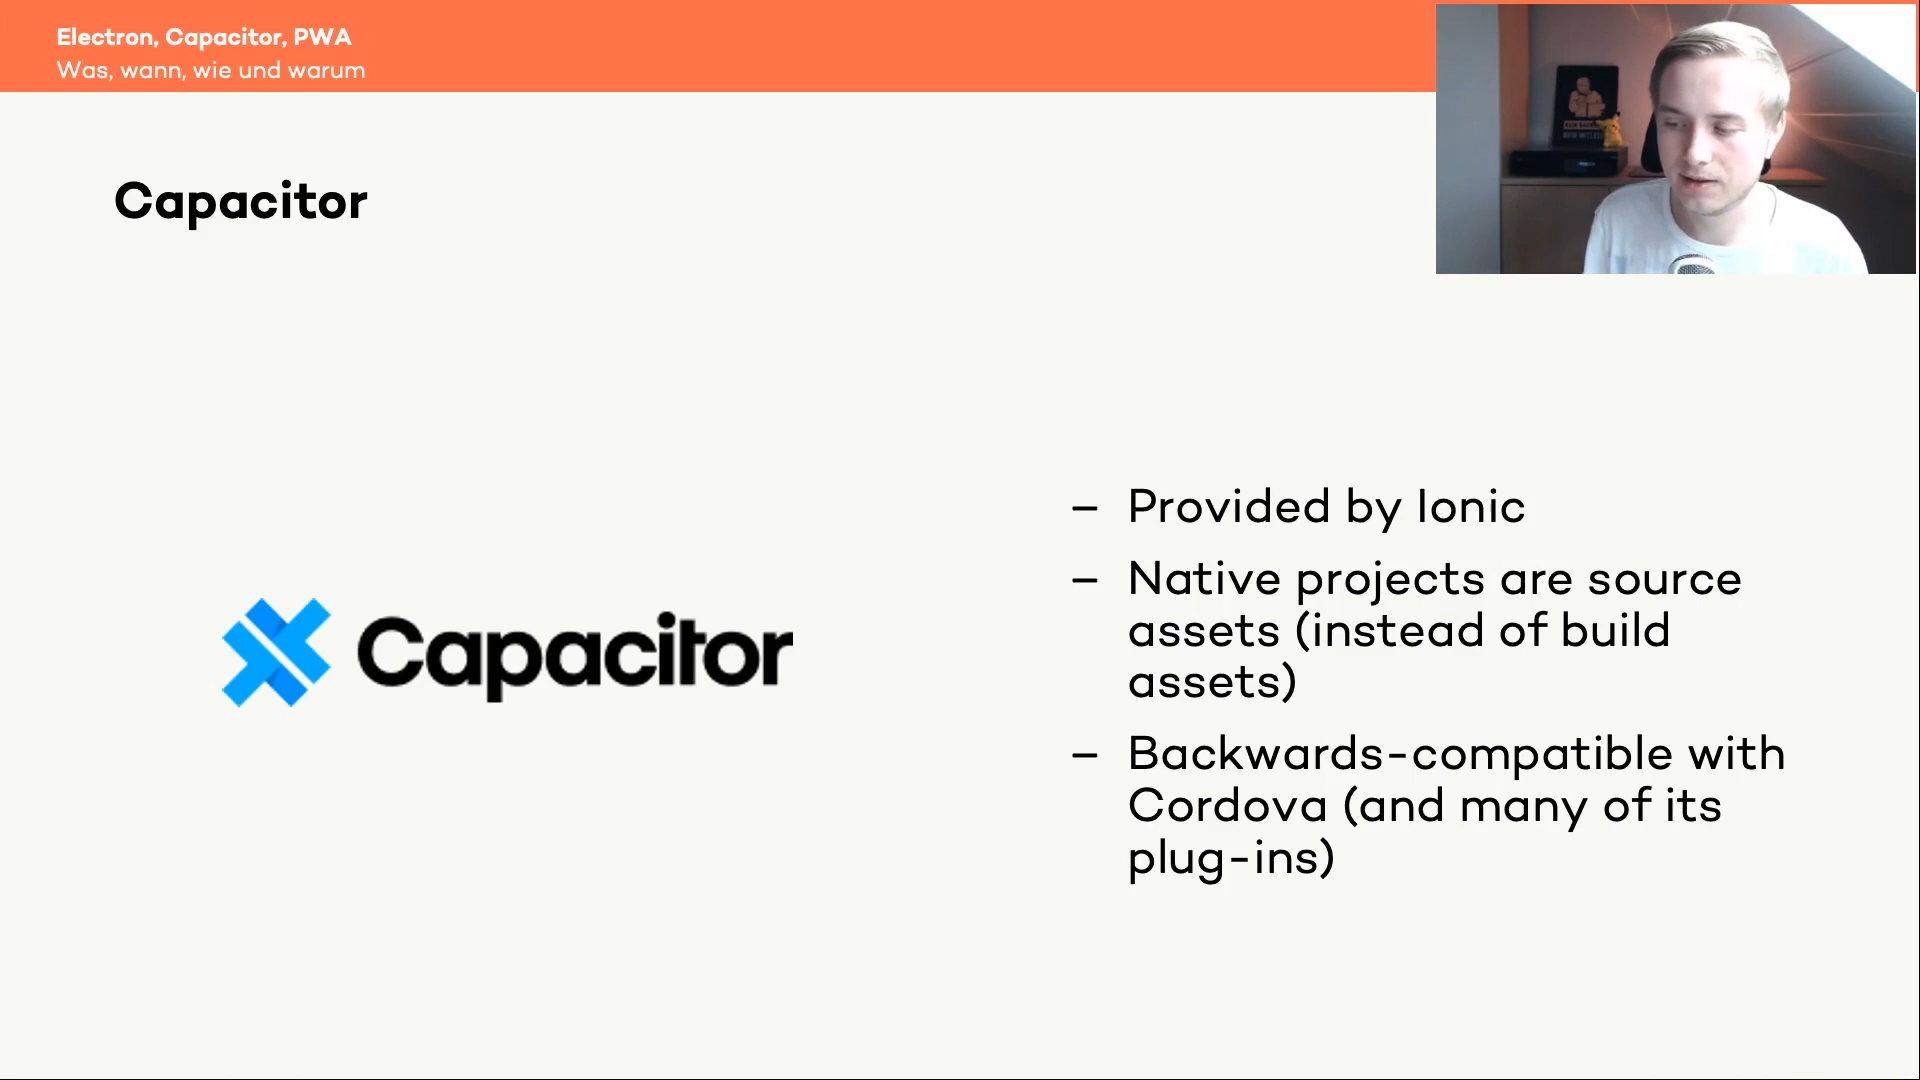 Electron, Capacitor, PWA
Was, wann, wie und warum
Capacitor
Capacitor
– Provided by Ionic
– Native projects are source
assets (instead of build
assets)
– Backwards-compatible with
Cordova (and many of its
plug-ins)